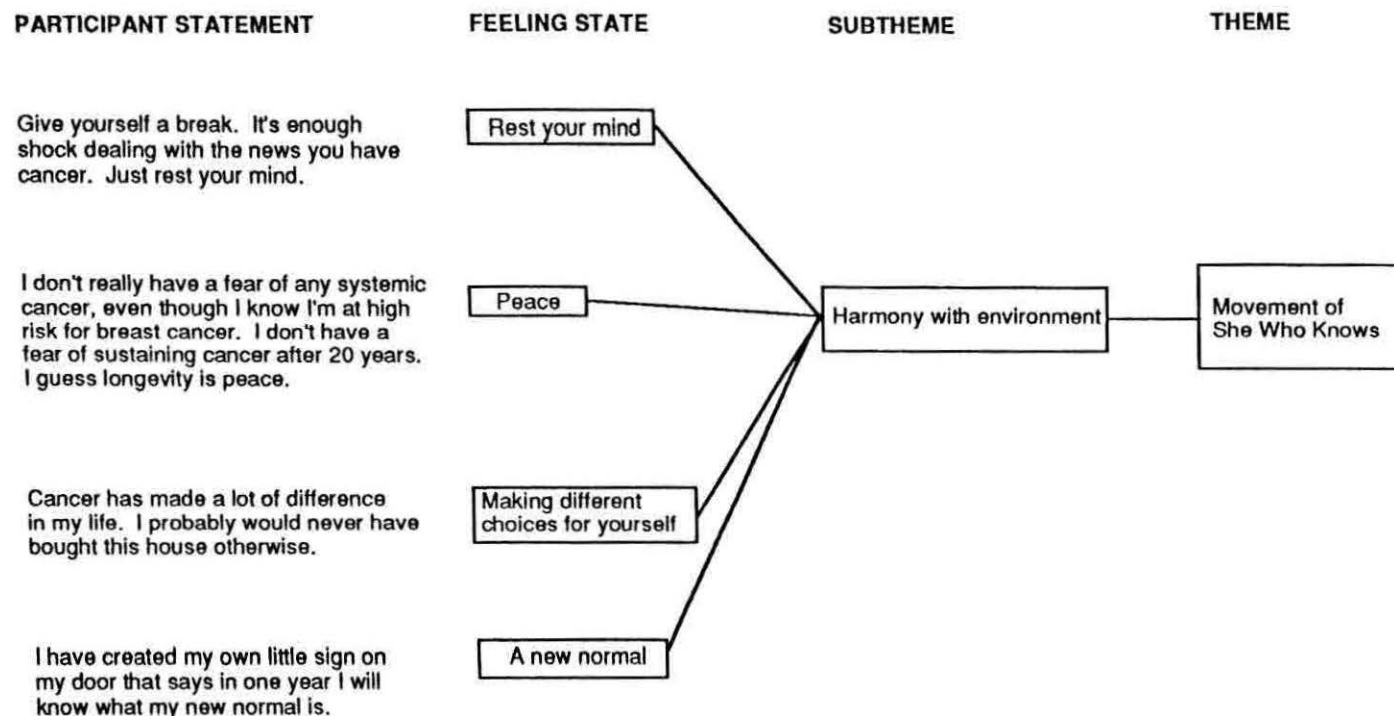 PARTICIPANT STATEMENT FEELING STATE SUBTHEME THEME
Give yourself a break. It's enough
shock dealing with the news you have
cancer. Just rest your mind.
Rest your mind
I don't really have a fear of any systemic
cancer, even though I know I'm at high
risk for breast cancer. I don't have a
fear of sustaining cancer after 20 years.
I guess longevity is peace.
Peace
Harmony with environment
Movement of
She Who Knows
Cancer has made a lot of difference
in my life. I probably would never have
bought this house otherwise.
Making different
choices for yourself
I have created my own little sign on
my door that says in one year I will
know what my new normal is.
A new normal